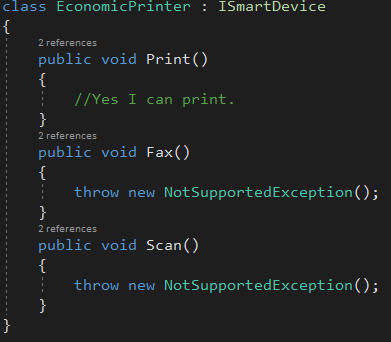 class EconomicPrinter : ISmartDevice
{
2 references
public void Print()
{
//Yes I can print.
}
2 references
public void Fax()
{
throw new NotSupportedException();
}
2 references
public void Scan()
{
throw new NotSupportedException();
}
}